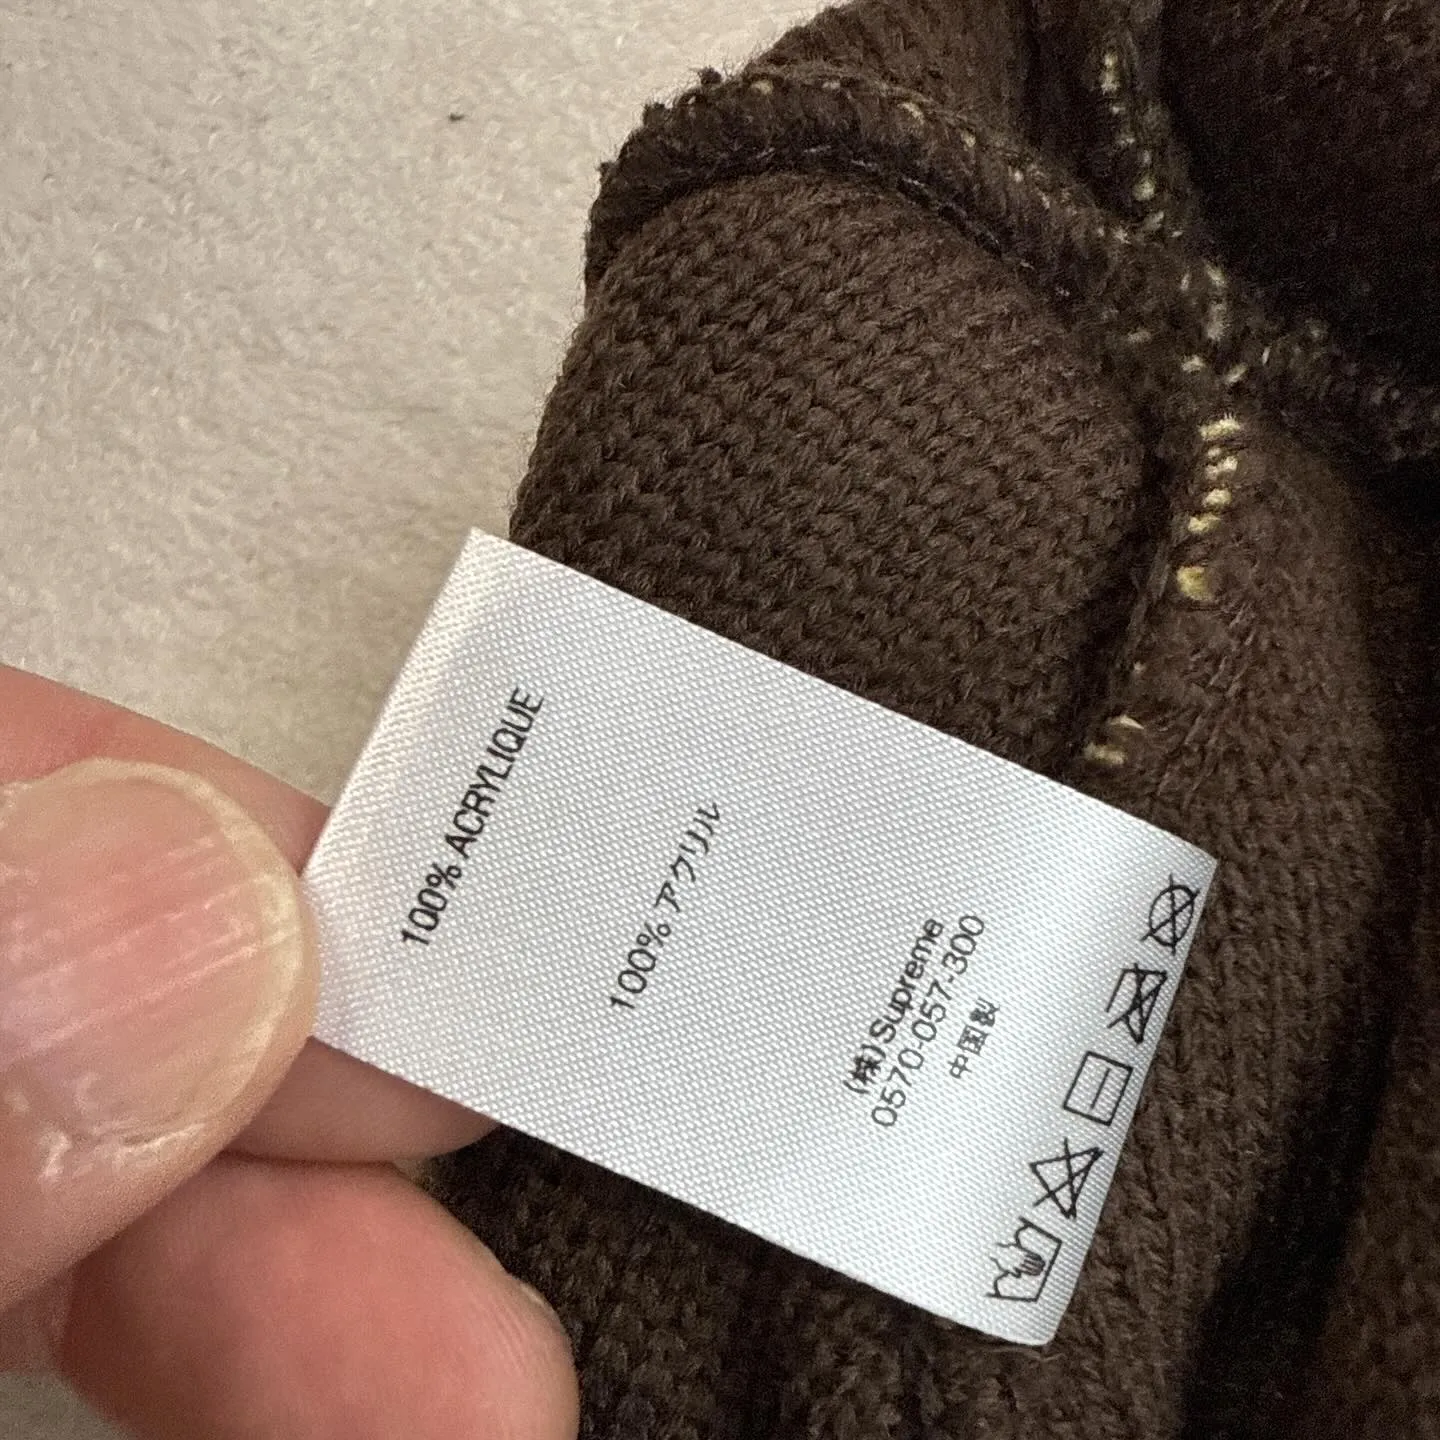 100% ACRYLIQUE
100% アクリル
(株) Supreme
0570-057-300
中国製